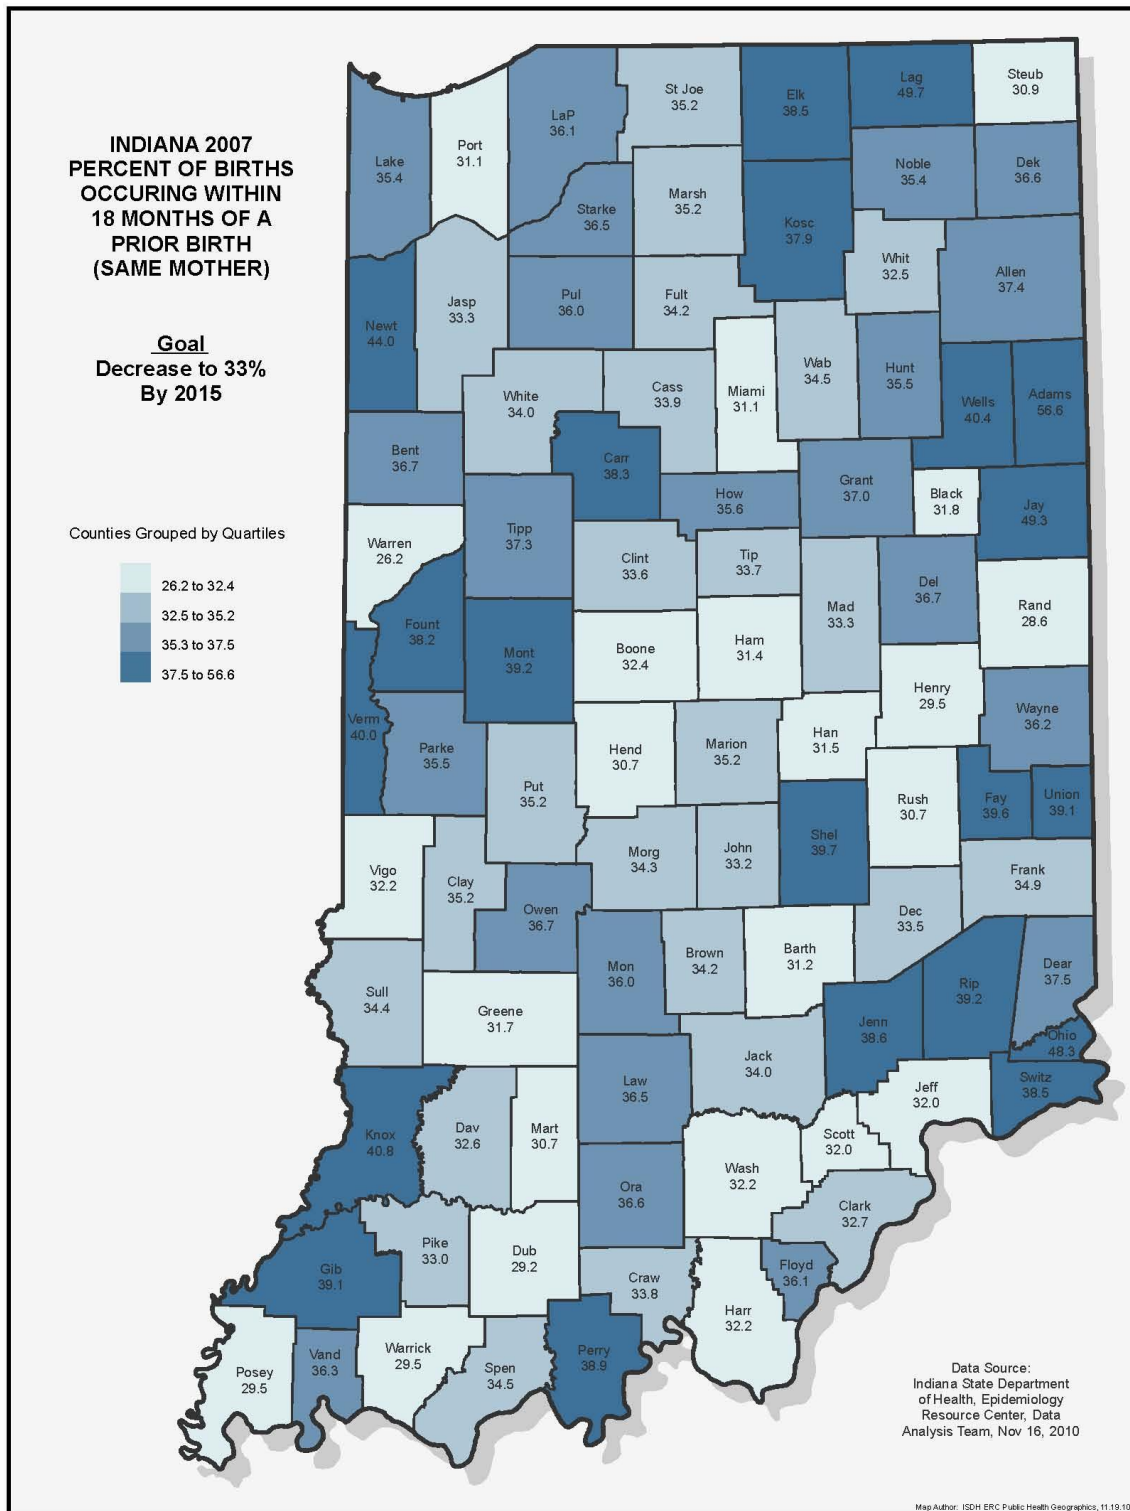 INDIANA 2007
PERCENT OF BIRTHS
OCCURING WITHIN
18 MONTHS OF A
PRIOR BIRTH
(SAME MOTHER)
Goal
Decrease to 33%
By 2015
Counties Grouped by Quartiles
26.2 to 32.4
32.5 to 35.2
35.3 to 37.5
37.5 to 56.6
Lake
35.4
Port
31.1
LaP
36.1
St Joe
35.2
Elk
38.5
Lag
49.7
Steub
30.9
Noble
35.4
Dek
36.6
Starke
36.5
Marsh
35.2
Kosc
37.9
Whit
32.5
Allen
37.4
Newt
44.0
Jasp
33.3
Pul
36.0
Fult
34.2
White
34.0
Cass
33.9
Miami
31.1
Wab
34.5
Hunt
35.5
Wells
40.4
Adams
56.6
Bent
36.7
Carr
38.3
How
35.6
Grant
37.0
Black
31.8
Jay
49.3
Warren
26.2
Tipp
37.3
Clint
33.6
Tip
33.7
Mad
33.3
Del
36.7
Rand
28.6
Fount
38.2
Mont
39.2
Boone
32.4
Ham
31.4
Henry
29.5
Wayne
36.2
Verm
40.0
Parke
35.5
Put
35.2
Hend
30.7
Marion
35.2
Han
31.5
Rush
30.7
Fay
39.6
Union
39.1
Vigo
32.2
Clay
35.2
Owen
36.7
Morg
34.3
John
33.2
Shel
39.7
Dec
33.5
Frank
34.9
Sull
34.4
Greene
31.7
Mon
36.0
Brown
34.2
Barth
31.2
Jenn
38.6
Rip
39.2
Dear
37.5
Ohio
48.3
Switz
38.5
Knox
40.8
Dav
32.6
Mart
30.7
Law
36.5
Jack
34.0
Jeff
32.0
Scott
32.0
Ora
36.6
Wash
32.2
Clark
32.7
Gib
39.1
Pike
33.0
Dub
29.2
Craw
33.8
Floyd
36.1
Harr
32.2
Posey
29.5
Vand
36.3
Warrick
29.5
Spen
34.5
Perry
38.9
Data Source:
Indiana State Department
of Health, Epidemiology
Resource Center, Data
Analysis Team, Nov 16, 2010
Map Author: ISDH ERC Public Health Geographics, 11.19.10